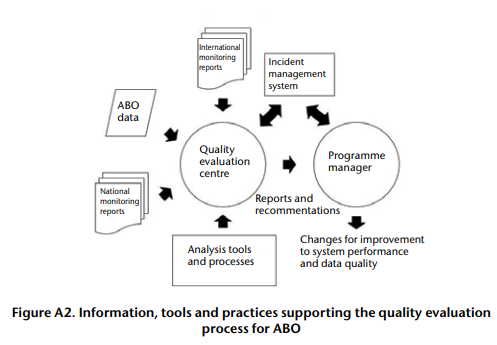 International
monitoring
reports
Incident
management
system
ABO
data
Quality
evaluation
centre
Programme
manager
National
monitoring
reports
Reports and
recommentations
Analysis tools
and processes
Changes for improvement
to system performance
and data quality
Figure A2. Information, tools and practices supporting the quality evaluation
process for ABO